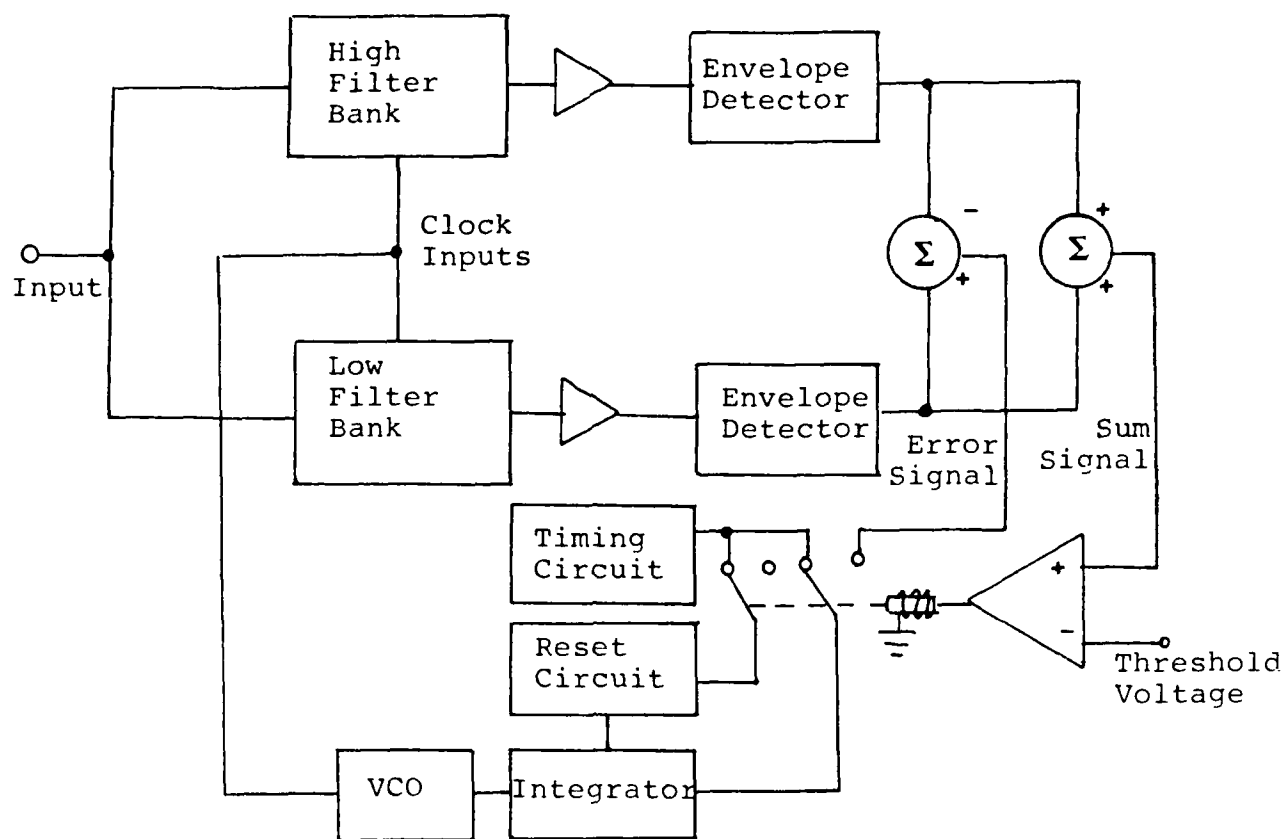 High
Filter
Bank
Envelope
Detector
-
+
Σ
Σ
+
+
Clock
Inputs
Input
Low
Filter
Bank
Envelope
Detector
Error
Signal
Sum
Signal
Timing
Circuit
+
-
Reset
Circuit
Threshold
Voltage
VCO
Integrator